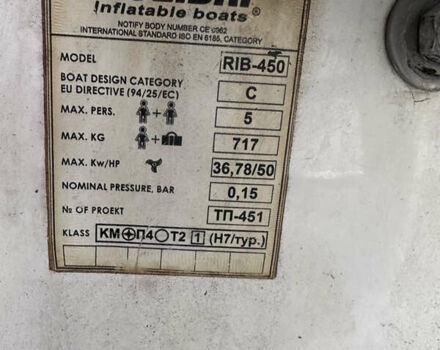 Inflatable boats®
NOTIFY BODY NUMBER CE 0962
INTERNATIONAL STANDARD ISO EN 6185, CATEGORY
MODEL RIB-450
BOAT DESIGN CATEGORY
EU DIRECTIVE (94/25/EC) C
MAX. PERS. + 5
MAX. KG + 717
MAX. Kw/HP 36,78/50
NOMINAL PRESSURE, BAR 0,15
№ OF PROEKT ТП-451
KLASS КМ⊕П4○Т2 1 (Н7/тур.)